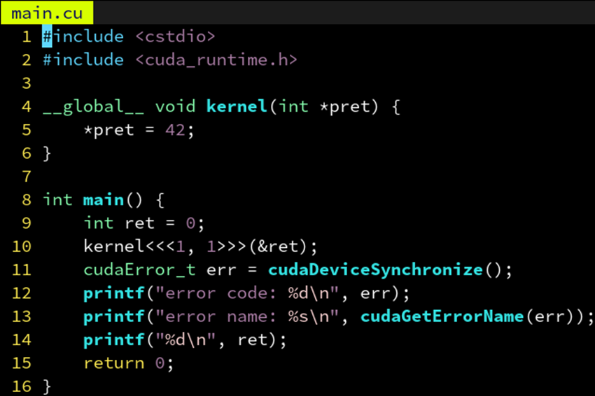 main.cu
1 #include <cstdio>
2 #include <cuda_runtime.h>
3
4 __global__ void kernel(int *pret) {
5     *pret = 42;
6 }
7
8 int main() {
9     int ret = 0;
10     kernel<<<1, 1>>>(&ret);
11     cudaError_t err = cudaDeviceSynchronize();
12     printf("error code: %d\n", err);
13     printf("error name: %s\n", cudaGetErrorName(err));
14     printf("%d\n", ret);
15     return 0;
16 }